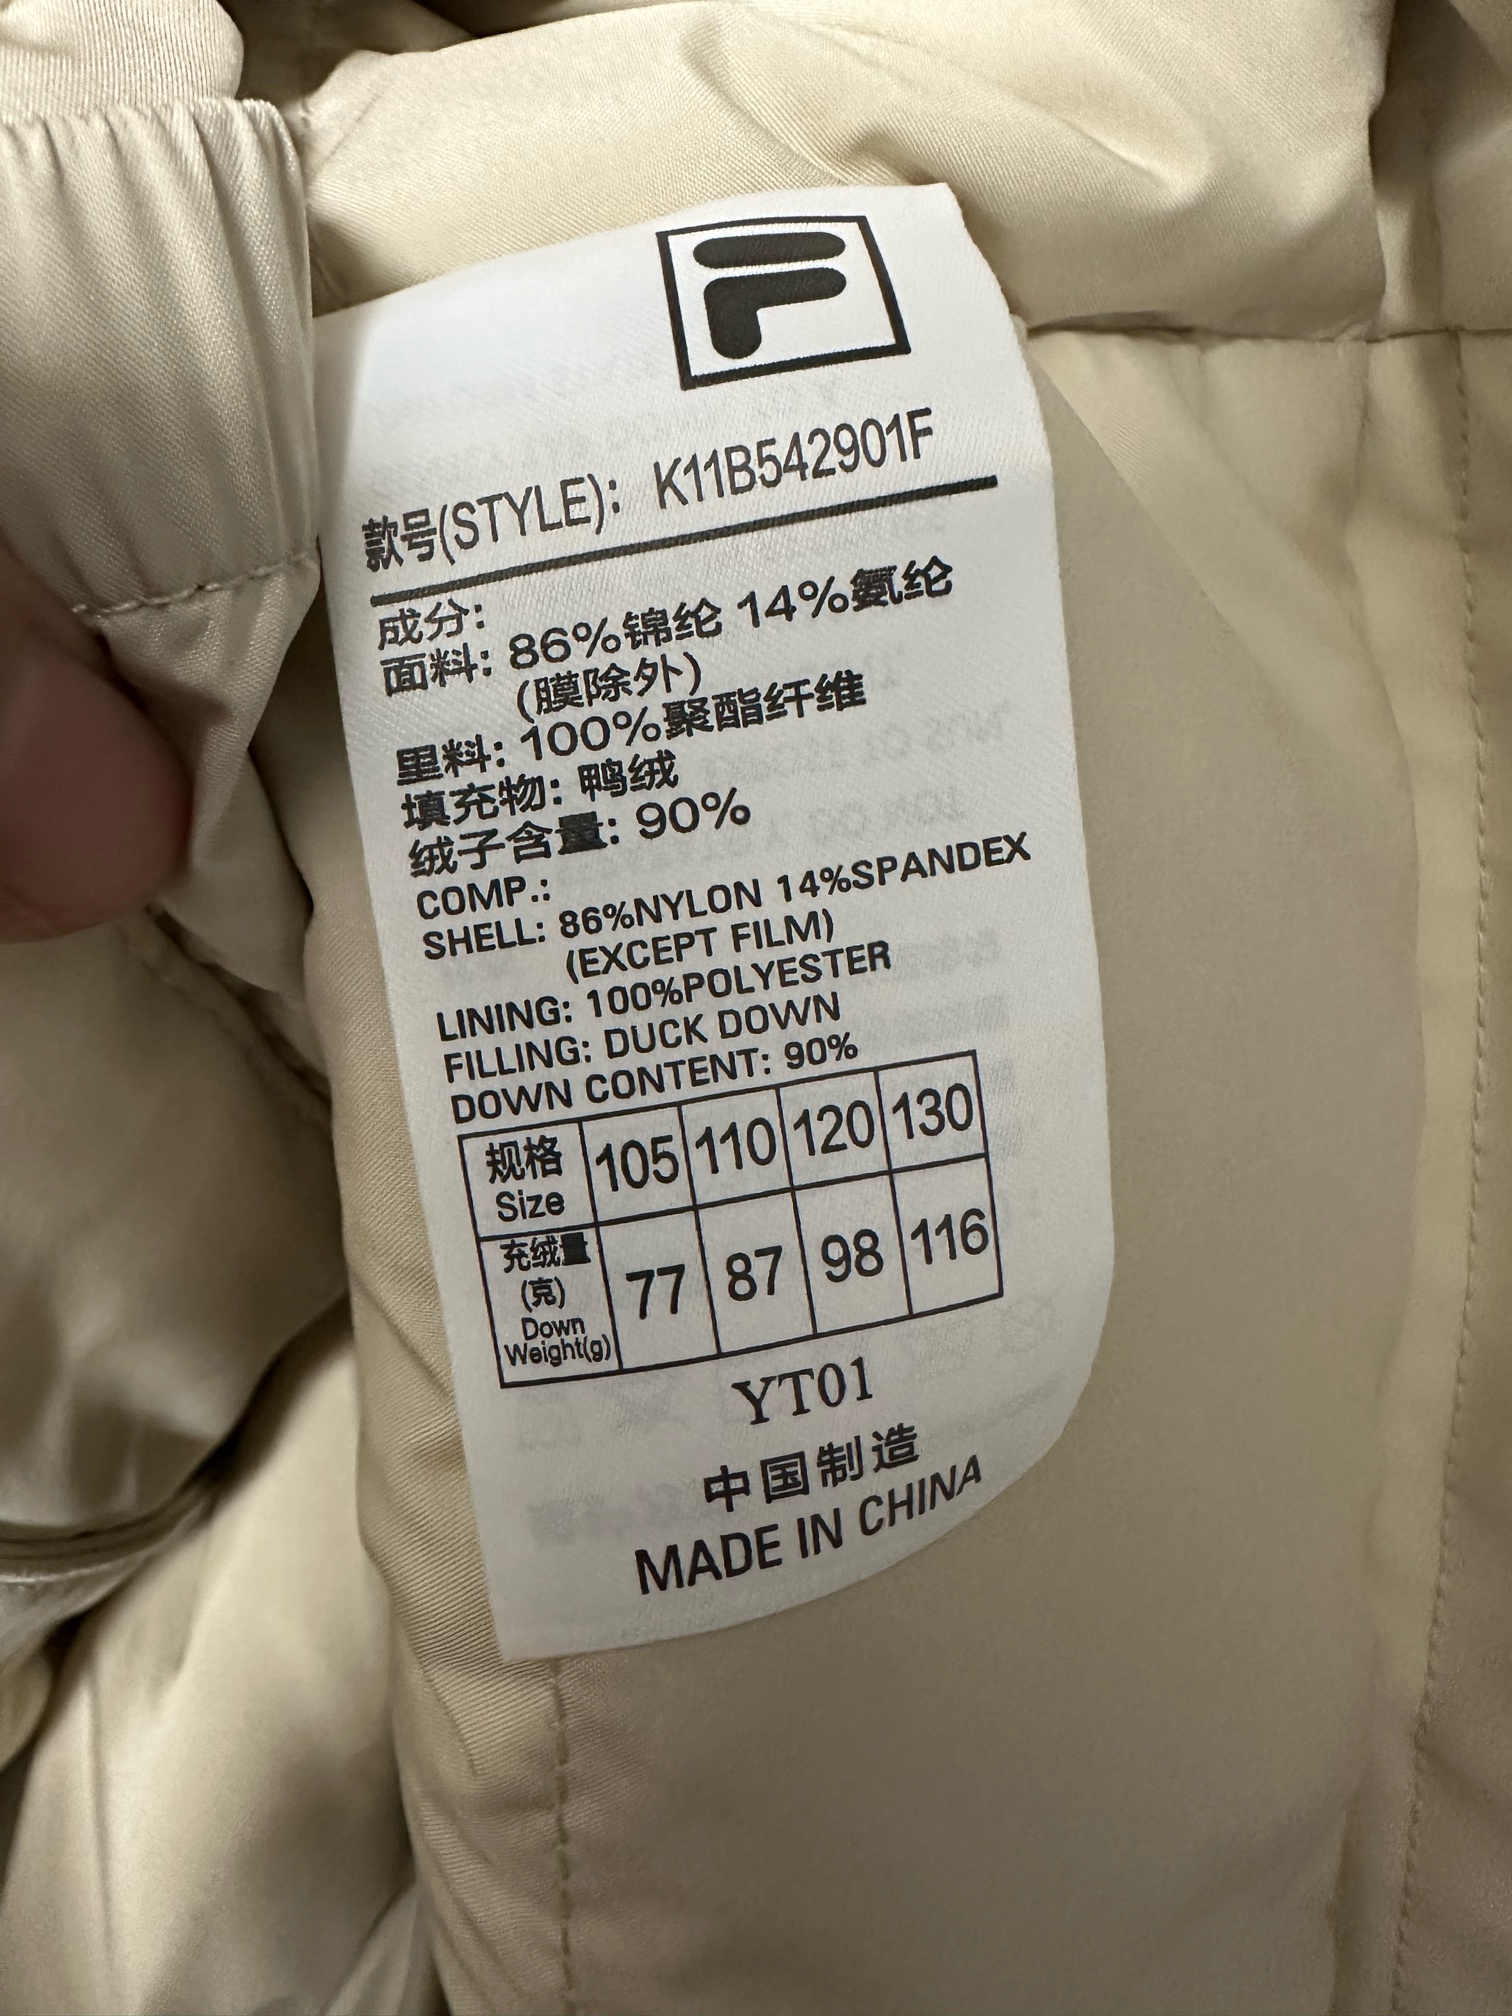 F
款号(STYLE): K11B542901F
成分:
面料: 86%锦纶 14%氨纶
(膜除外)
里料: 100%聚酯纤维
填充物: 鸭绒
绒子含量: 90%
COMP.:
SHELL: 86%NYLON 14%SPANDEX
(EXCEPT FILM)
LINING: 100%POLYESTER
FILLING: DUCK DOWN
DOWN CONTENT: 90%
规格 Size 105 110 120 130
充绒量 (克) Down Weight(g) 77 87 98 116
YT01
中国制造
MADE IN CHINA